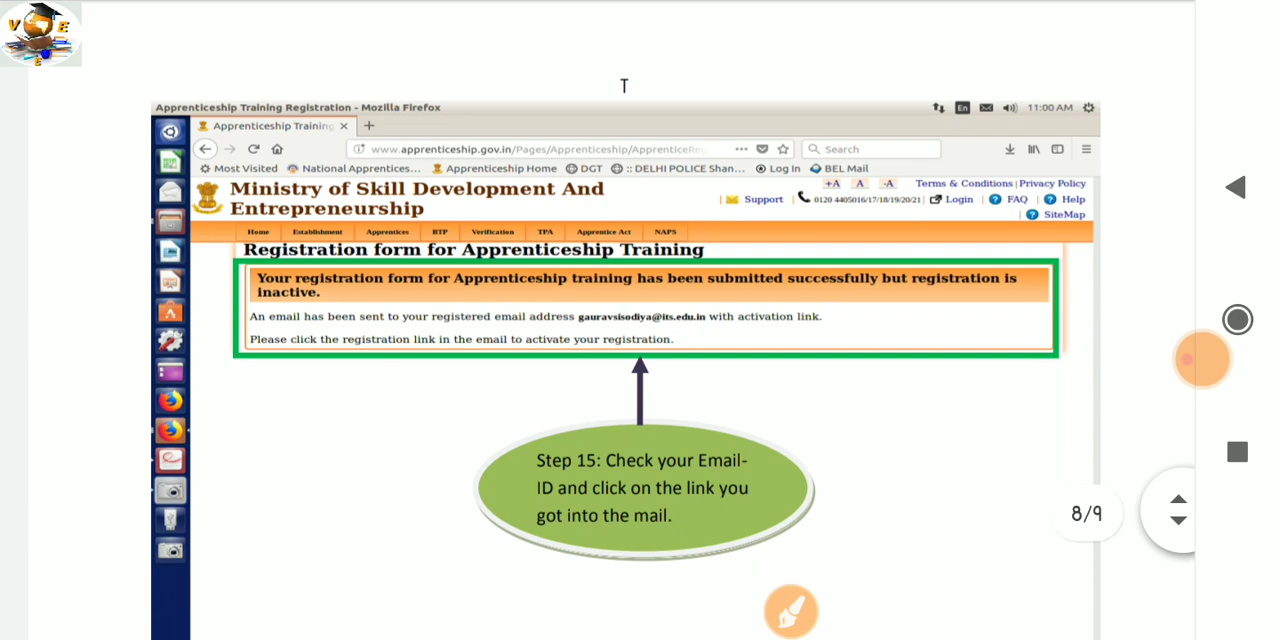 V E
E
T
Apprenticeship Training Registration - Mozilla Firefox
En
11:00 AM
Apprenticeship Training
www.apprenticeship.gov.in/Pages/Apprenticeship/ApprenticeReg
Search
Most Visited
National Apprentices...
Apprenticeship Home
DGT
:: DELHI POLICE Shan...
Log In
BEL Mail
Ministry of Skill Development And
Entrepreneurship
+A A -A
Terms & Conditions | Privacy Policy
| Support
| 0120 4405016/17/18/19/20/21 |
Login
| FAQ
| Help
| SiteMap
Home Establishment Apprentices BTP Verification TPA Apprentice Act NAPS
Registration form for Apprenticeship Training
Your registration form for Apprenticeship training has been submitted successfully but registration is
inactive.
An email has been sent to your registered email address gauravsisodiya@its.edu.in with activation link.
Please click the registration link in the email to activate your registration.
Step 15: Check your Email-
ID and click on the link you
got into the mail.
8/9